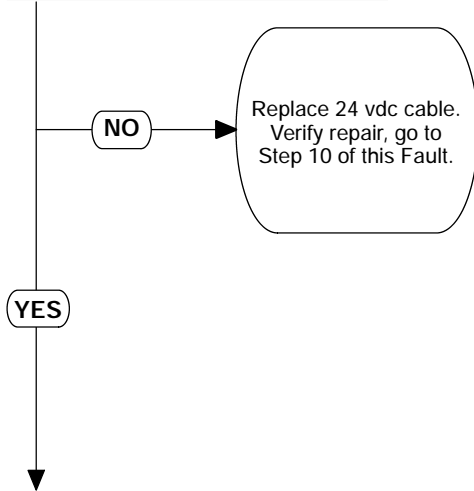 NO
Replace 24 vdc cable.
Verify repair, go to
Step 10 of this Fault.
YES